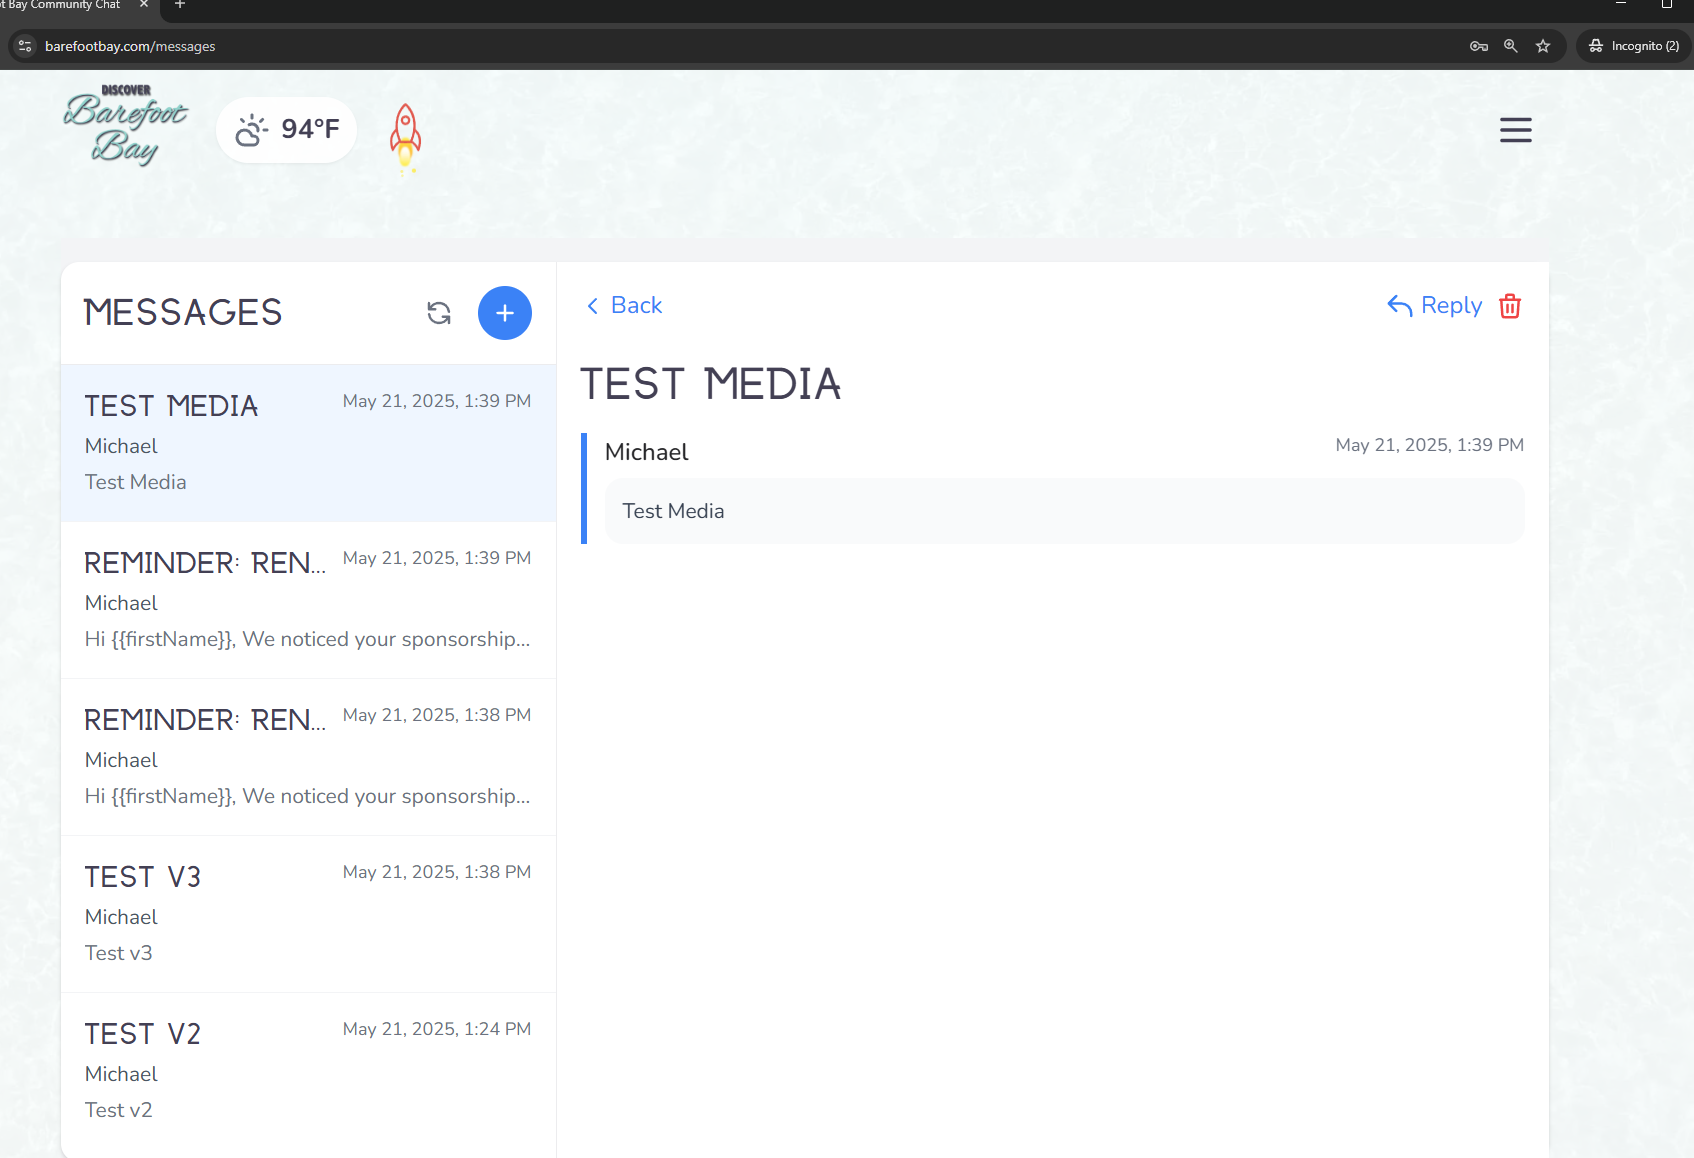 t Bay Community Chat
barefootbay.com/messages
Incognito (2)
DISCOVER
Barefoot
Bay
94°F
MESSAGES
TEST MEDIA May 21, 2025, 1:39 PM
Michael
Test Media
REMINDER: REN... May 21, 2025, 1:39 PM
Michael
Hi {{firstName}}, We noticed your sponsorship...
REMINDER: REN... May 21, 2025, 1:38 PM
Michael
Hi {{firstName}}, We noticed your sponsorship...
TEST V3 May 21, 2025, 1:38 PM
Michael
Test v3
TEST V2 May 21, 2025, 1:24 PM
Michael
Test v2
Back
Reply
TEST MEDIA
Michael May 21, 2025, 1:39 PM
Test Media